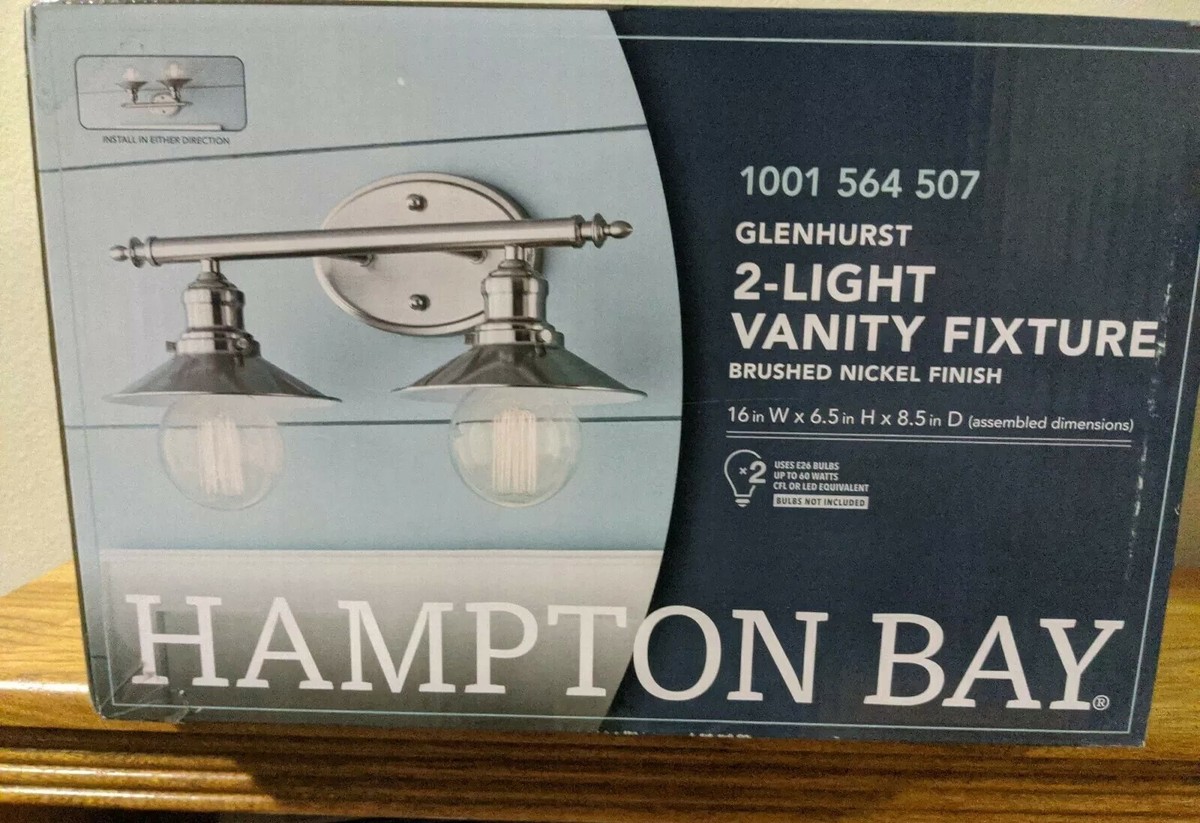 INSTALL IN EITHER DIRECTION
1001 564 507
GLENHURST
2-LIGHT
VANITY FIXTURE
BRUSHED NICKEL FINISH
16 in W x 6.5 in H x 8.5 in D (assembled dimensions)
x2
USES E26 BULBS
UP TO 60 WATTS
CFL OR LED EQUIVALENT
BULBS NOT INCLUDED
HAMPTON BAY®